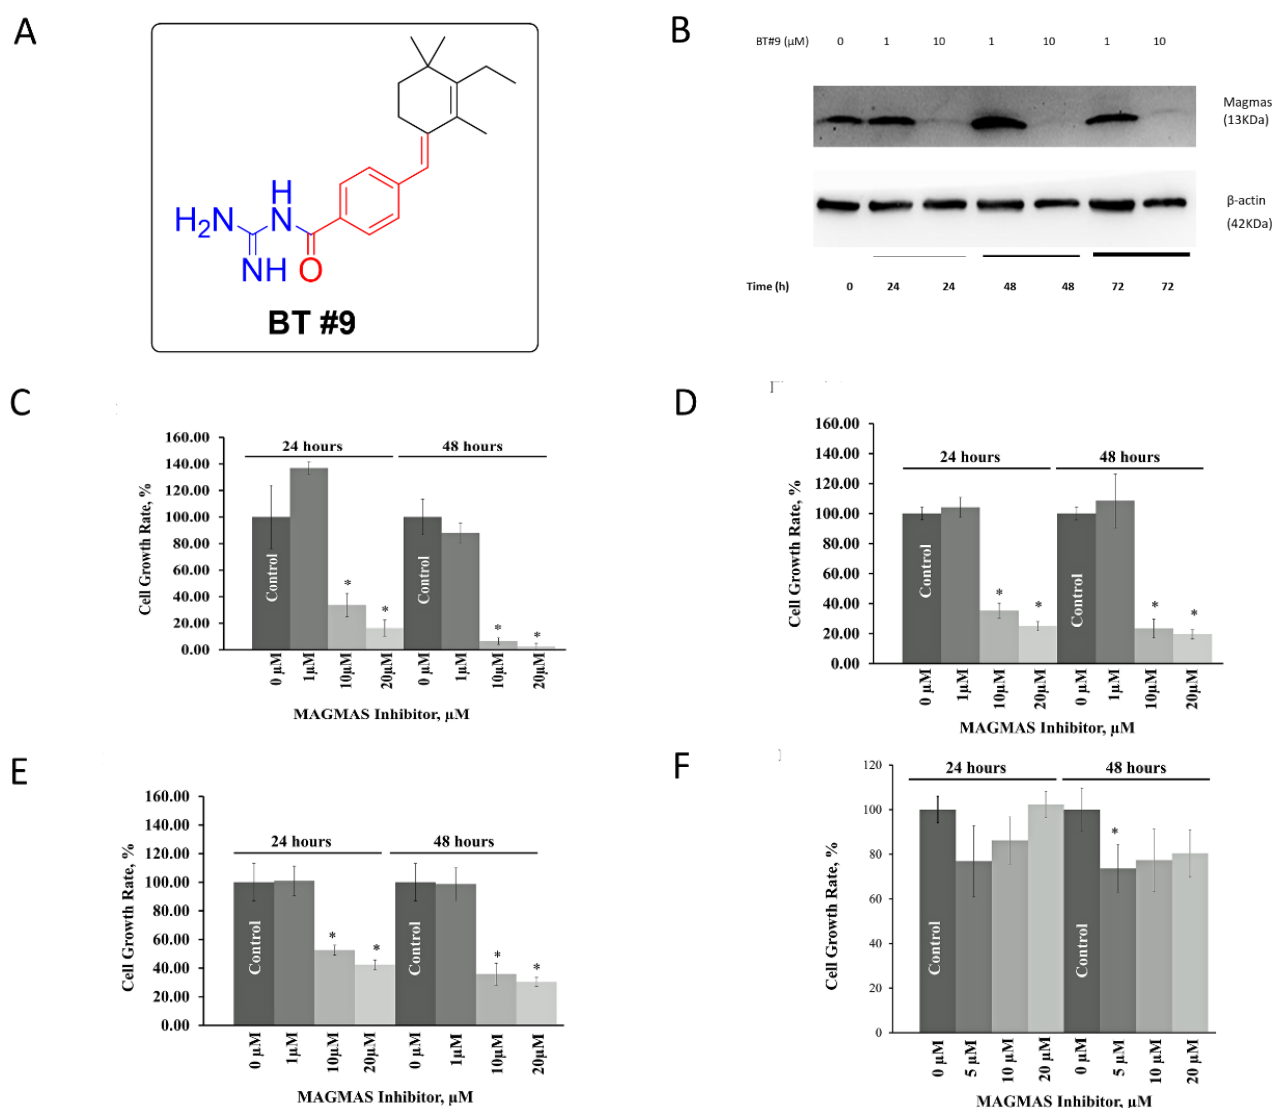 A
H
N
H₂N
NH
O
BT #9
B
BT#9 (µM) 0 1 10 1 10 1 10
Magmas
(13KDa)
β-actin
(42KDa)
Time (h) 0 24 24 48 48 72 72
C
160.00
140.00
120.00
100.00
80.00
60.00
40.00
20.00
0.00
Cell Growth Rate, %
24 hours 48 hours
Control Control
* * * *
0 µM 1µM 10µM 20µM 0 µM 1µM 10µM 20µM
MAGMAS Inhibitor, µM
D
160.00
140.00
120.00
100.00
80.00
60.00
40.00
20.00
0.00
Cell Growth Rate, %
24 hours 48 hours
Control Control
* * * *
0 µM 1µM 10µM 20µM 0 µM 1µM 10µM 20µM
MAGMAS Inhibitor, µM
E
160.00
140.00
120.00
100.00
80.00
60.00
40.00
20.00
0.00
Cell Growth Rate, %
24 hours 48 hours
Control Control
* * * *
0 µM 1µM 10µM 20µM 0 µM 1µM 10µM 20µM
MAGMAS Inhibitor, µM
F
120
100
80
60
40
20
0
Cell Growth Rate, %
24 hours 48 hours
Control Control
*
0 µM 5 µM 10 µM 20 µM 0 µM 5 µM 10 µM 20 µM
MAGMAS Inhibitor, µM